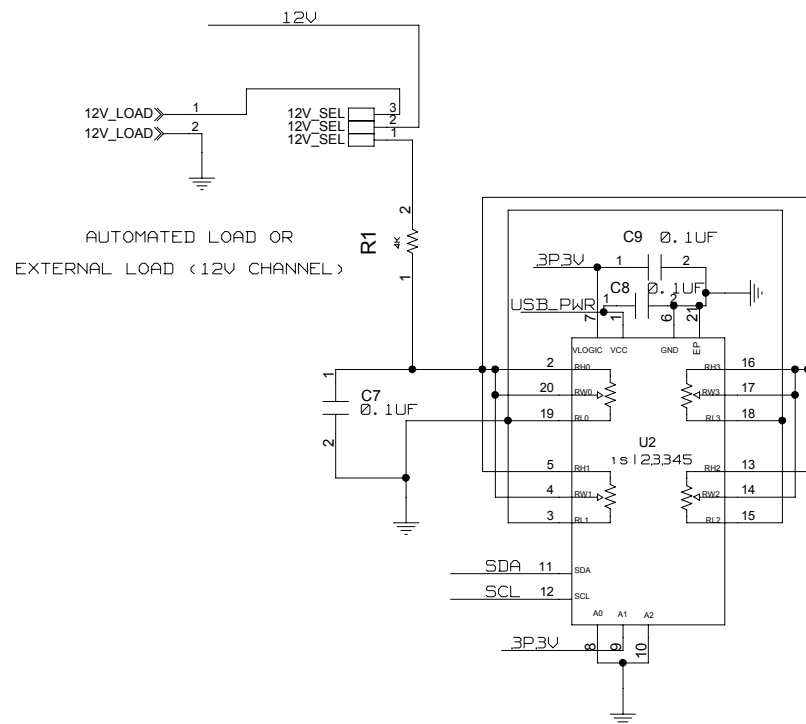 12V
12V_LOAD 1
12V_LOAD 2
12V_SEL 3
12V_SEL 2
12V_SEL 1
AUTOMATED LOAD OR
EXTERNAL LOAD (12V CHANNEL)
2
R1
4K
1
C9 0.1UF
3P3V 1 2
C8 0.1UF
1 2
USB_PWR
7 1 6 21
VLOGIC VCC GND EP
2 RH0 RH3 16
20 RW0 RW3 17
19 RL0 RL3 18
1
C7
0.1UF
2
U2
isl23345
5 RH1 RH2 13
4 RW1 RW2 14
3 RL1 RL2 15
SDA 11 SDA
SCL 12 SCL
A0 A1 A2
3P3V
8 9 10